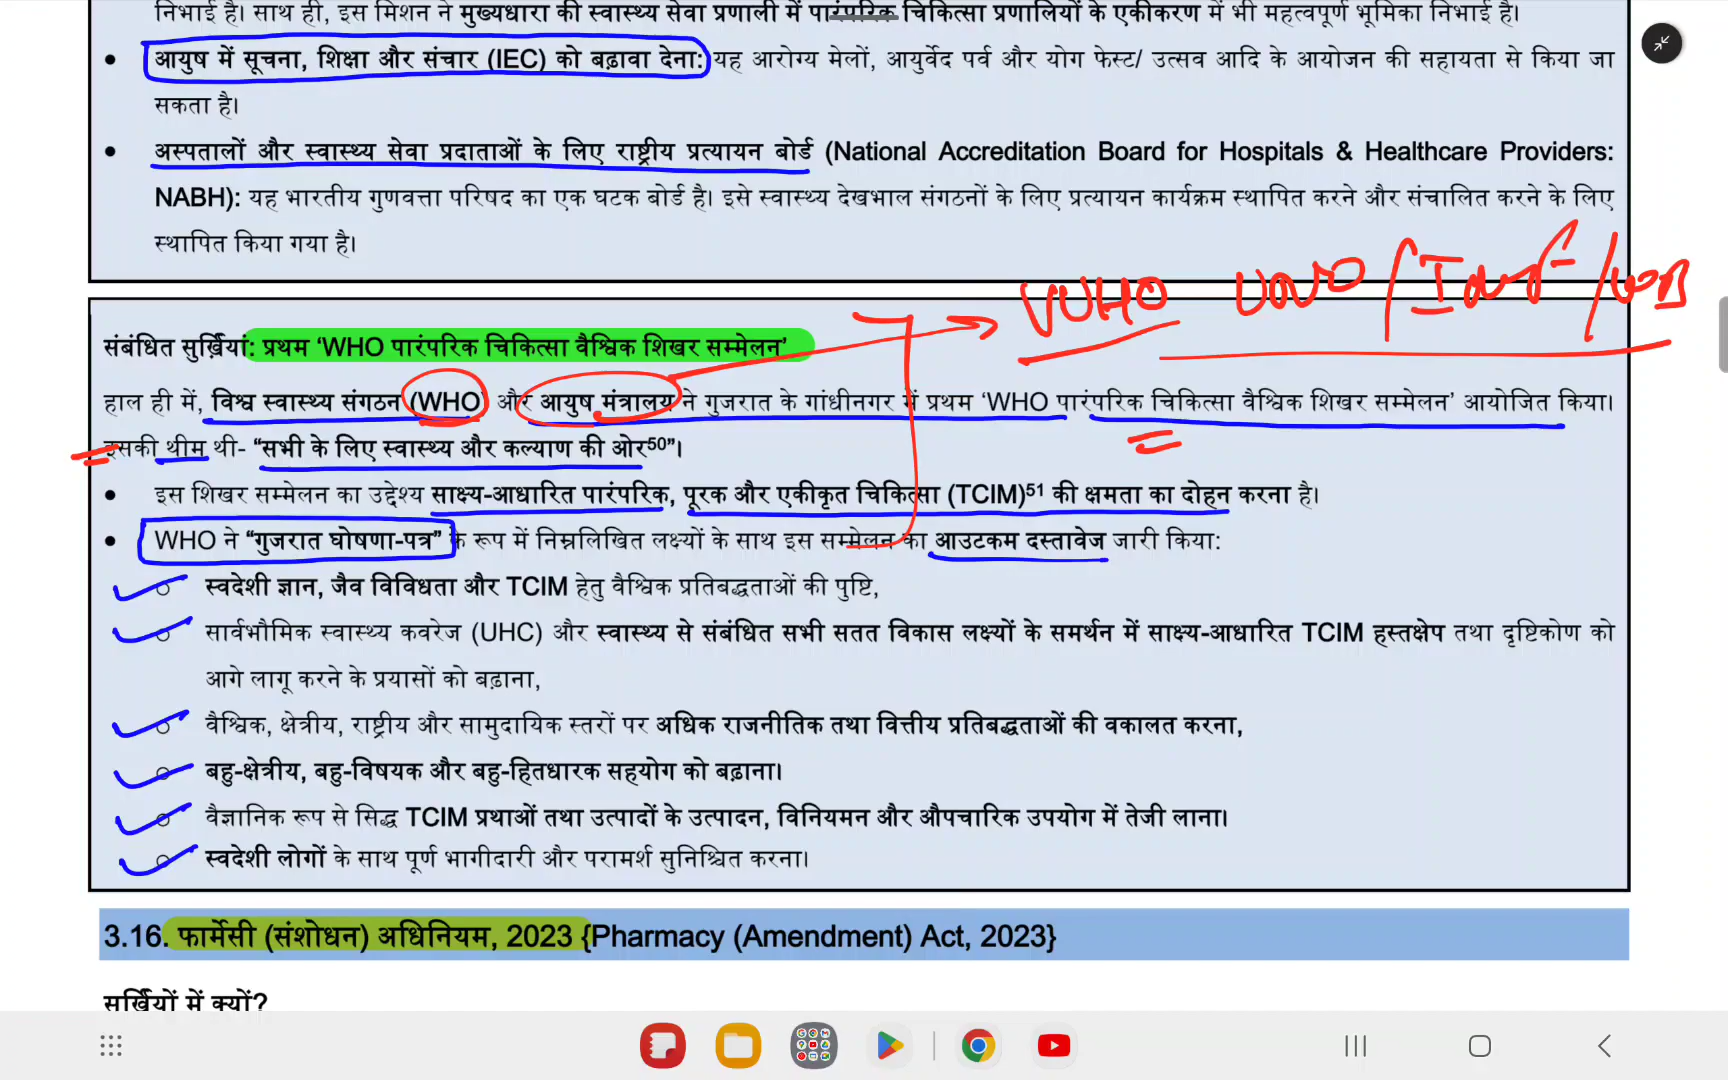 निभाई है। साथ ही, इस मिशन ने मुख्यधारा की स्वास्थ्य सेवा प्रणाली में पारंपरिक चिकित्सा प्रणालियों के एकीकरण में भी महत्वपूर्ण भूमिका निभाई है।
• आयुष में सूचना, शिक्षा और संचार (IEC) को बढ़ावा देना: यह आरोग्य मेलों, आयुर्वेद पर्व और योग फेस्ट/ उत्सव आदि के आयोजन की सहायता से किया जा
सकता है।
• अस्पतालों और स्वास्थ्य सेवा प्रदाताओं के लिए राष्ट्रीय प्रत्यायन बोर्ड (National Accreditation Board for Hospitals & Healthcare Providers:
NABH): यह भारतीय गुणवत्ता परिषद का एक घटक बोर्ड है। इसे स्वास्थ्य देखभाल संगठनों के लिए प्रत्यायन कार्यक्रम स्थापित करने और संचालित करने के लिए
स्थापित किया गया है।
WHO UNO
संबंधित सुर्ख़ियां: प्रथम ‘WHO पारंपरिक चिकित्सा वैश्विक शिखर सम्मेलन’
हाल ही में, विश्व स्वास्थ्य संगठन (WHO) और आयुष मंत्रालय ने गुजरात के गांधीनगर में प्रथम ‘WHO पारंपरिक चिकित्सा वैश्विक शिखर सम्मेलन’ आयोजित किया।
इसकी थीम थी- “सभी के लिए स्वास्थ्य और कल्याण की ओर⁵⁰”।
• इस शिखर सम्मेलन का उद्देश्य साक्ष्य-आधारित पारंपरिक, पूरक और एकीकृत चिकित्सा (TCIM)⁵¹ की क्षमता का दोहन करना है।
• WHO ने “गुजरात घोषणा-पत्र” के रूप में निम्नलिखित लक्ष्यों के साथ इस सम्मेलन का आउटकम दस्तावेज जारी किया:
○ स्वदेशी ज्ञान, जैव विविधता और TCIM हेतु वैश्विक प्रतिबद्धताओं की पुष्टि,
○ सार्वभौमिक स्वास्थ्य कवरेज (UHC) और स्वास्थ्य से संबंधित सभी सतत विकास लक्ष्यों के समर्थन में साक्ष्य-आधारित TCIM हस्तक्षेप तथा दृष्टिकोण को
आगे लागू करने के प्रयासों को बढ़ाना,
○ वैश्विक, क्षेत्रीय, राष्ट्रीय और सामुदायिक स्तरों पर अधिक राजनीतिक तथा वित्तीय प्रतिबद्धताओं की वकालत करना,
○ बहु-क्षेत्रीय, बहु-विषयक और बहु-हितधारक सहयोग को बढ़ाना।
○ वैज्ञानिक रूप से सिद्ध TCIM प्रथाओं तथा उत्पादों के उत्पादन, विनियमन और औपचारिक उपयोग में तेजी लाना।
○ स्वदेशी लोगों के साथ पूर्ण भागीदारी और परामर्श सुनिश्चित करना।
3.16. फार्मेसी (संशोधन) अधिनियम, 2023 {Pharmacy (Amendment) Act, 2023}
सुर्ख़ियों में क्यों?